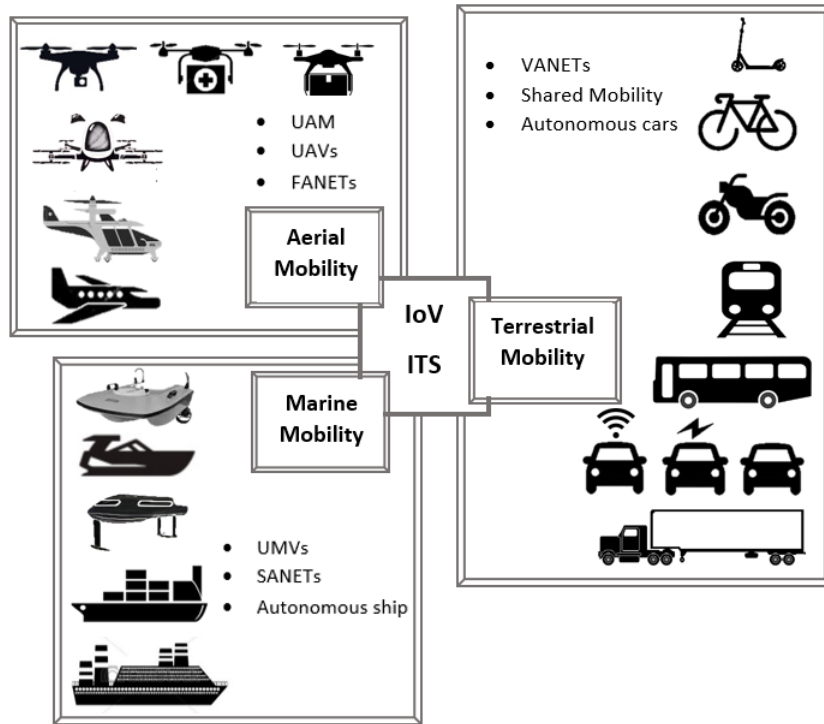 • UAM
• UAVs
• FANETs
Aerial
Mobility
• VANETs
• Shared Mobility
• Autonomous cars
IoV
ITS
Terrestrial
Mobility
Marine
Mobility
• UMVs
• SANETs
• Autonomous ship